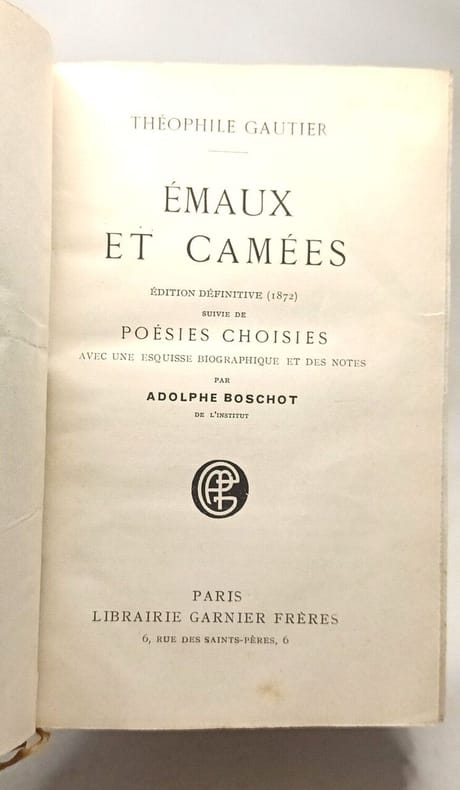 THÉOPHILE GAUTIER
ÉMAUX
ET CAMÉES
ÉDITION DÉFINITIVE (1872)
SUIVIE DE
POÉSIES CHOISIES
AVEC UNE ESQUISSE BIOGRAPHIQUE ET DES NOTES
PAR
ADOLPHE BOSCHOT
DE L'INSTITUT
PARIS
LIBRAIRIE GARNIER FRÈRES
6, RUE DES SAINTS-PÈRES, 6